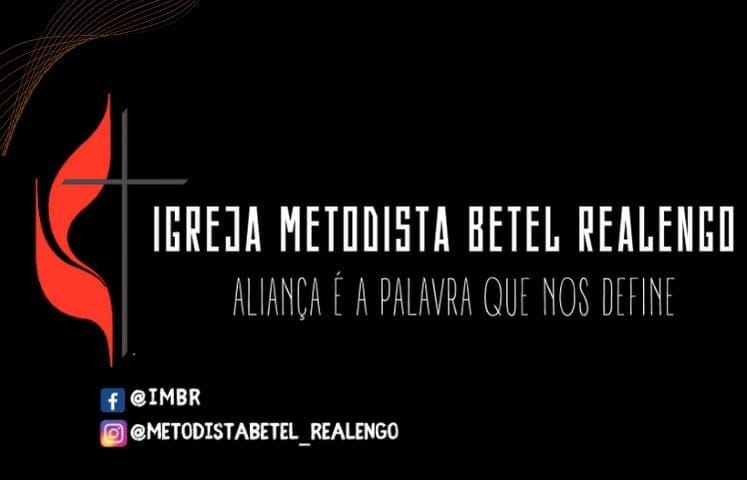 IGREJA METODISTA BETEL REALENGO
ALIANÇA É A PALAVRA QUE NOS DEFINE
@IMBR
@METODISTABETEL_REALENGO